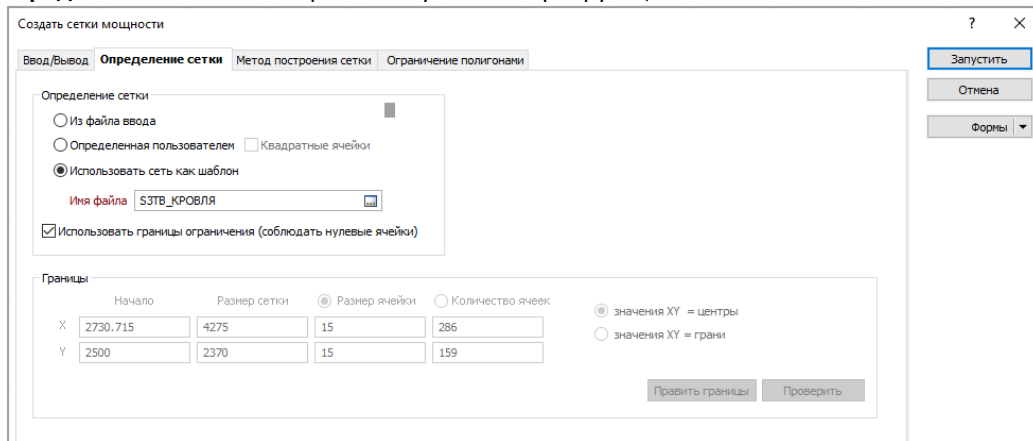 Создать сетки мощности ? ×
Ввод/Вывод Определение сетки Метод построения сетки Ограничение полигонами
Запустить
Отмена
Формы
Определение сетки
Из файла ввода
Определенная пользователем Квадратные ячейки
Использовать сеть как шаблон
Имя файла S3TB_КРОВЛЯ ...
Использовать границы ограничения (соблюдать нулевые ячейки)
Границы
Начало Размер сетки Размер ячейки Количество ячеек
X 2730.715 4275 15 286
Y 2500 2370 15 159
значения XY = центры
значения XY = грани
Править границы Проверить